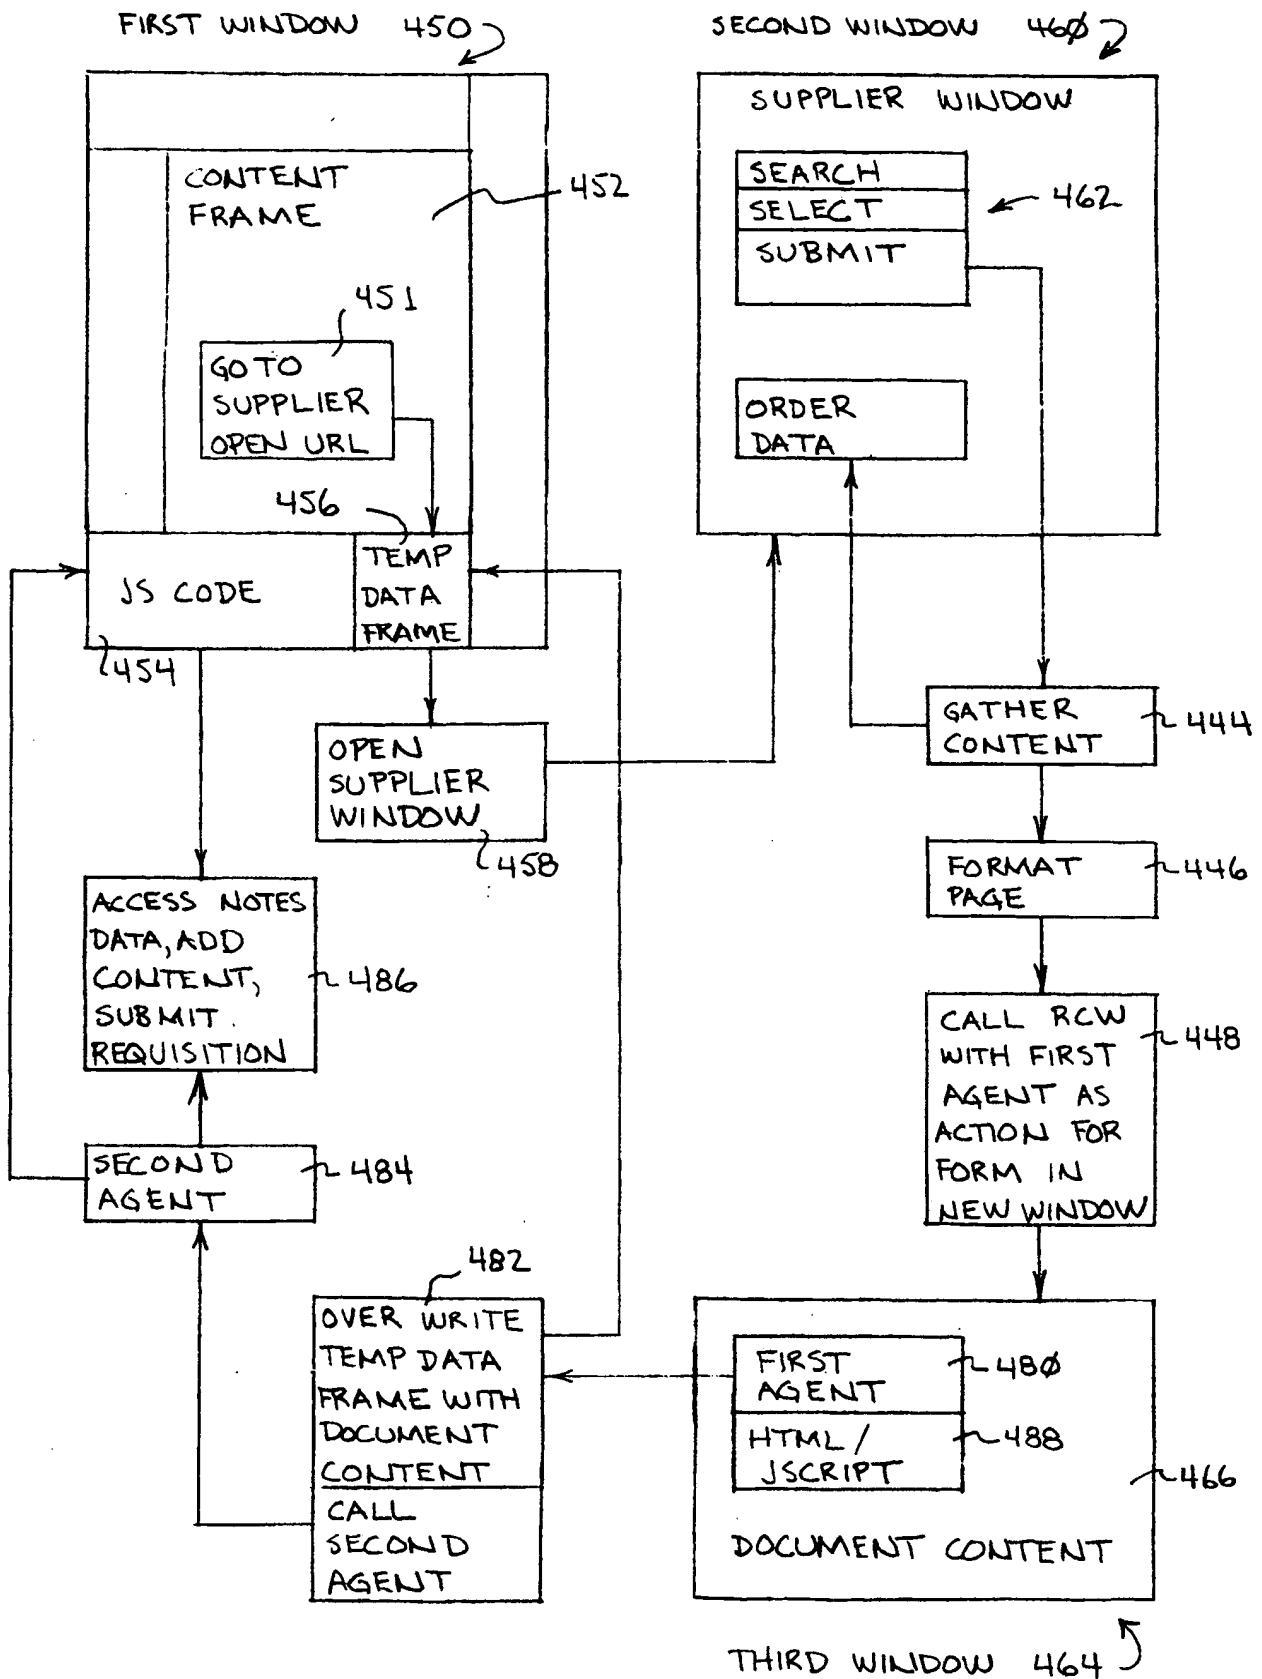 FIRST WINDOW 450
SECOND WINDOW 46Ø
SUPPLIER WINDOW
CONTENT
FRAME
452
SEARCH
SELECT
SUBMIT
462
451
GO TO
SUPPLIER
OPEN URL
ORDER
DATA
456
JS CODE
TEMP
DATA
FRAME
454
OPEN
SUPPLIER
WINDOW
458
GATHER
CONTENT
444
FORMAT
PAGE
446
ACCESS NOTES
DATA, ADD
CONTENT,
SUBMIT
REQUISITION
486
CALL RCW
WITH FIRST
AGENT AS
ACTION FOR
FORM IN
NEW WINDOW
448
SECOND
AGENT
484
482
OVER WRITE
TEMP DATA
FRAME WITH
DOCUMENT
CONTENT
CALL
SECOND
AGENT
FIRST
AGENT
48Ø
HTML/
JSCRIPT
488
466
DOCUMENT CONTENT
THIRD WINDOW 464